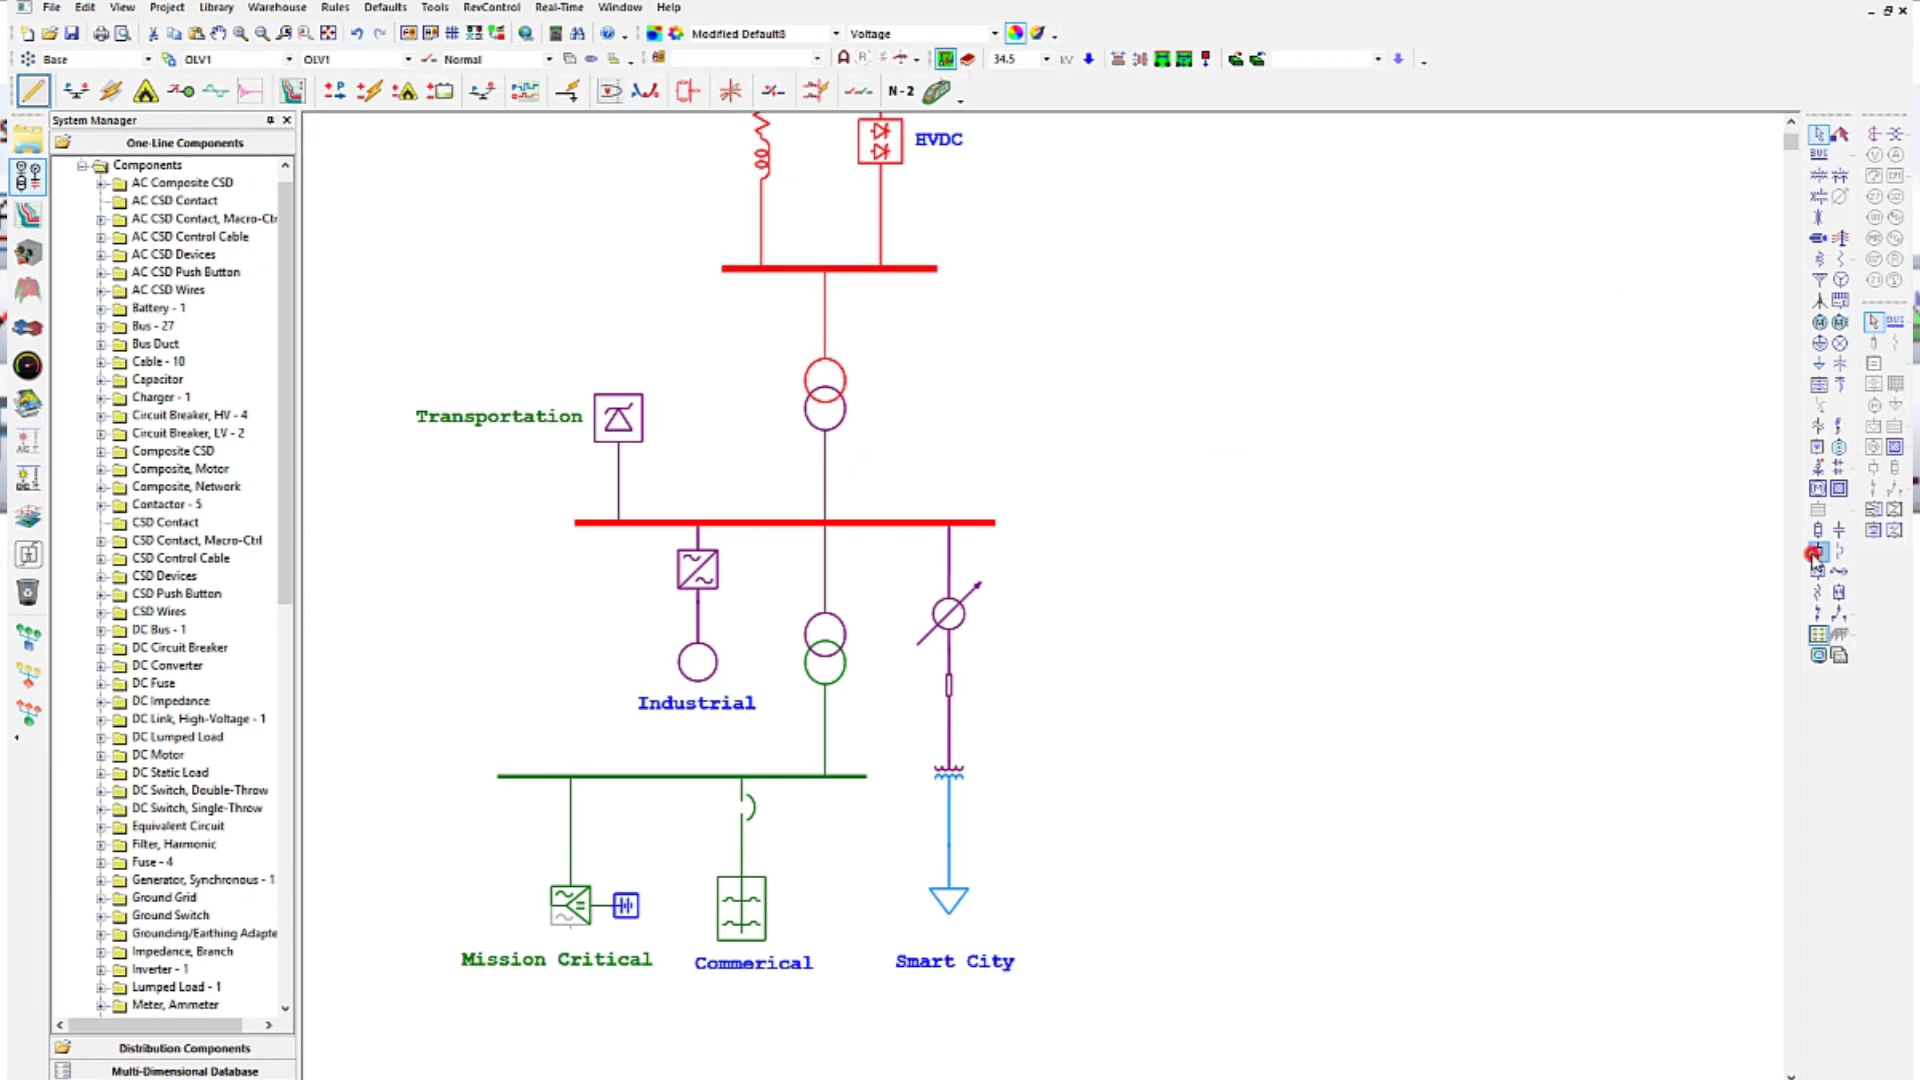 File Edit View Project Library Warehouse Rules Defaults Tools RevControl Real-Time Window Help
Modified Default8 Voltage
Base OLV1 OLV1 Normal 34.5 kV
N-2
System Manager
One-Line Components
Components
AC Composite CSD
AC CSD Contact
AC CSD Contact, Macro-Ctr
AC CSD Control Cable
AC CSD Devices
AC CSD Push Button
AC CSD Wires
Battery - 1
Bus - 27
Bus Duct
Cable - 10
Capacitor
Charger - 1
Circuit Breaker, HV - 4
Circuit Breaker, LV - 2
Composite CSD
Composite, Motor
Composite, Network
Contactor - 5
CSD Contact
CSD Contact, Macro-Ctrl
CSD Control Cable
CSD Devices
CSD Push Button
CSD Wires
DC Bus - 1
DC Circuit Breaker
DC Converter
DC Fuse
DC Impedance
DC Link, High-Voltage - 1
DC Lumped Load
DC Motor
DC Static Load
DC Switch, Double-Throw
DC Switch, Single-Throw
Equivalent Circuit
Filter, Harmonic
Fuse - 4
Generator, Synchronous - 1
Ground Grid
Ground Switch
Grounding/Earthing Adapte
Impedance, Branch
Inverter - 1
Lumped Load - 1
Meter, Ammeter
Distribution Components
Multi-Dimensional Database
HVDC
Transportation
Industrial
Mission Critical
Commerical
Smart City
BUS
BUS